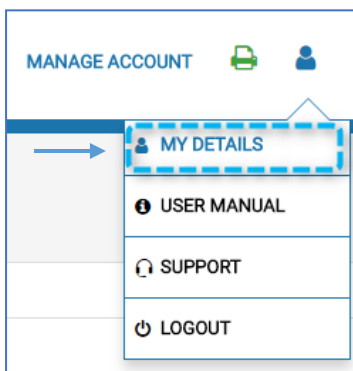 MANAGE ACCOUNT
MY DETAILS
USER MANUAL
SUPPORT
LOGOUT